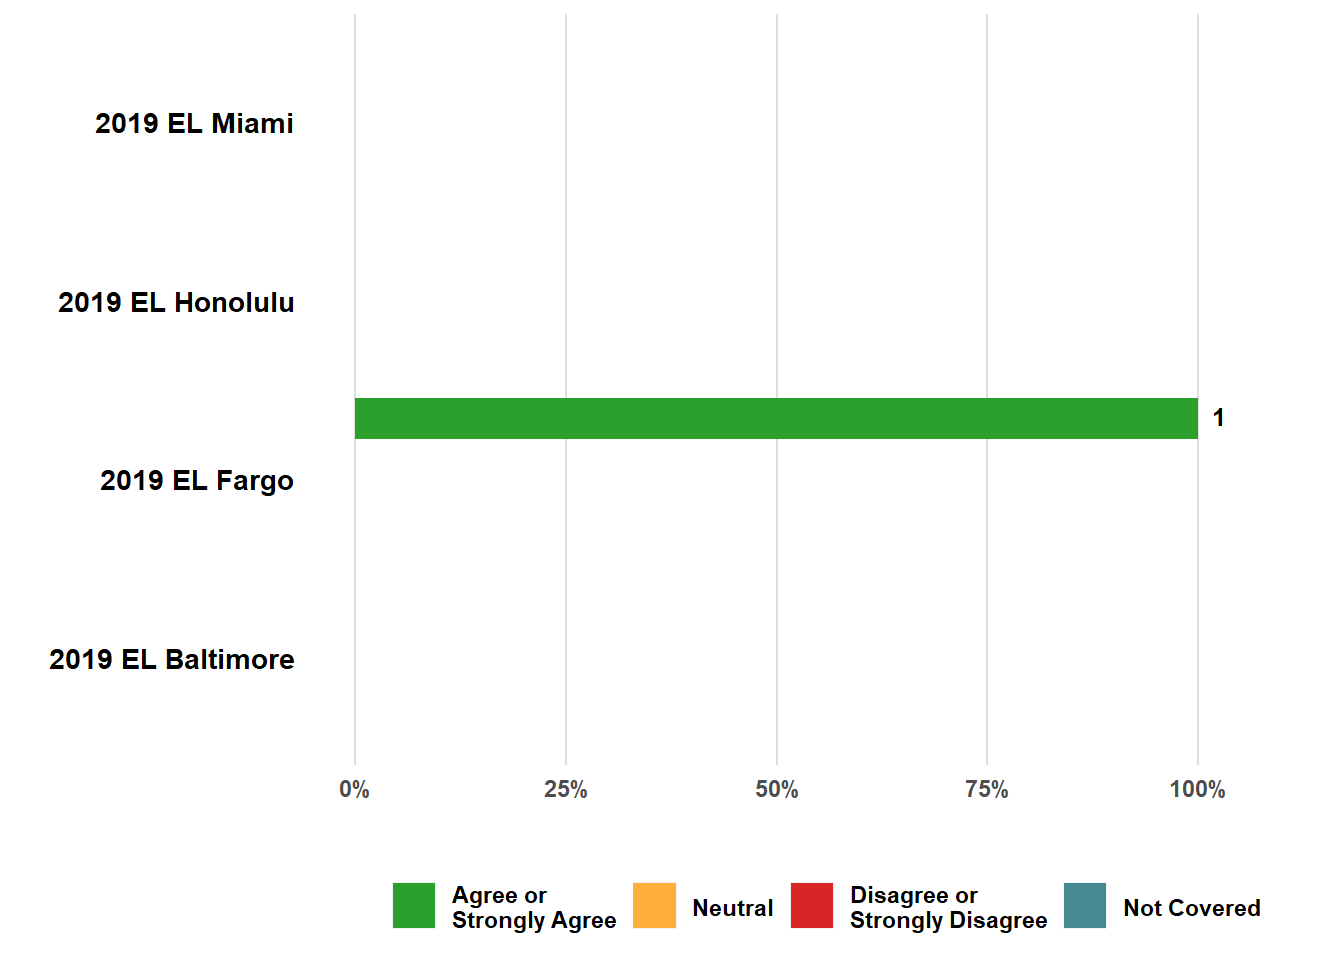 2019 EL Miami
2019 EL Honolulu
1
2019 EL Fargo
2019 EL Baltimore
0%
25%
50%
75%
100%
Agree or
Strongly Agree
Neutral
Disagree or
Strongly Disagree
Not Covered